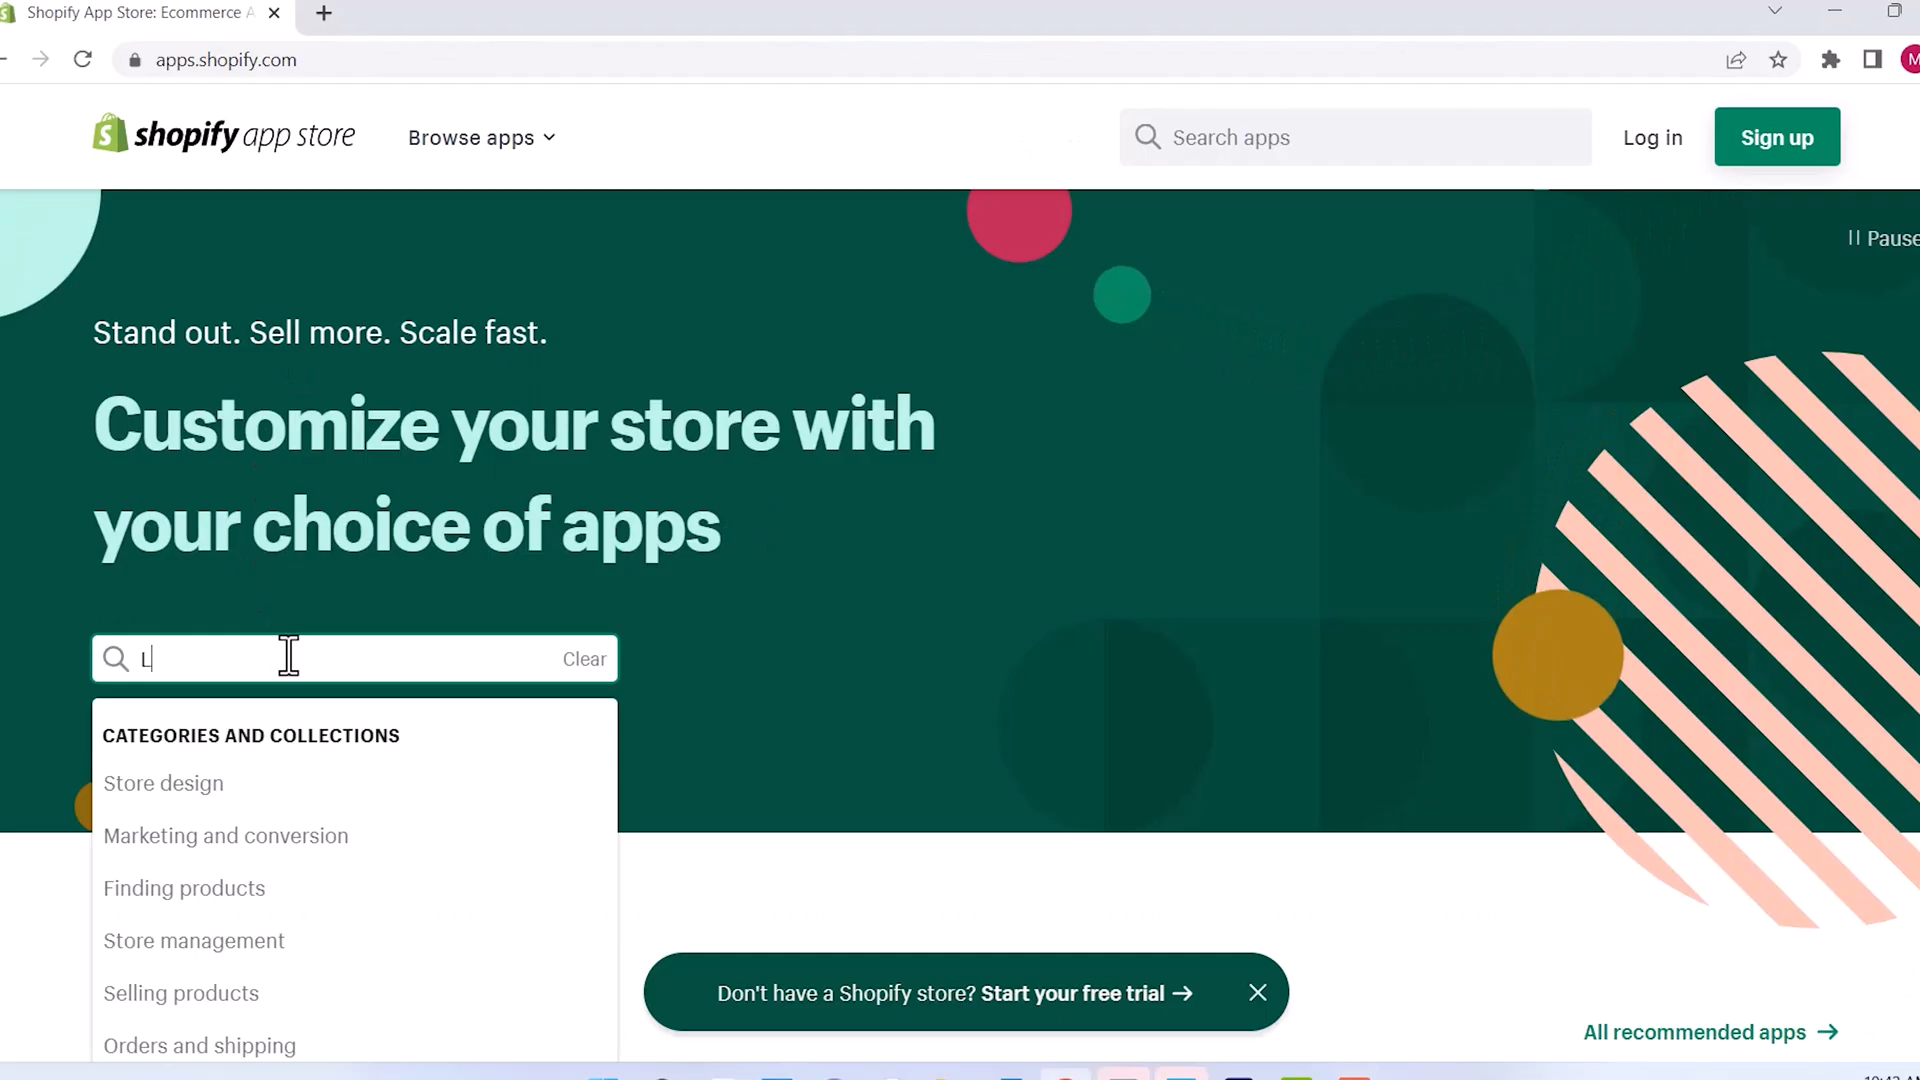 Shopify App Store: Ecommerce A
apps.shopify.com
M
shopify app store
Browse apps
Search apps
Log in
Sign up
Pause
Stand out. Sell more. Scale fast.
Customize your store with
your choice of apps
L
Clear
CATEGORIES AND COLLECTIONS
Store design
Marketing and conversion
Finding products
Store management
Selling products
Orders and shipping
Don't have a Shopify store? Start your free trial →
All recommended apps →